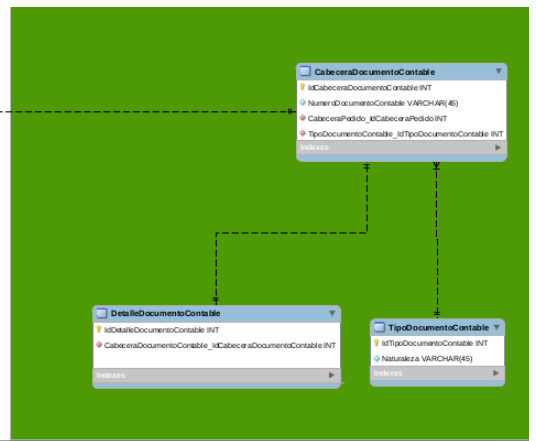 CabeceraDocumentoContable
IdCabeceraDocumentoContable INT
NumeroDocumentoContable VARCHAR(45)
CabeceraPedido_idCabeceraPedido INT
TipoDocumentoContable_IdTipoDocumentoContable INT
Indexes
DetalleDocumentoContable
IdDetalleDocumentoContable INT
CabeceraDocumentoContable_IdCabeceraDocumentoContable INT
Indexes
TipoDocumentoContable
IdTipoDocumentoContable INT
Naturaleza VARCHAR(45)
Indexes